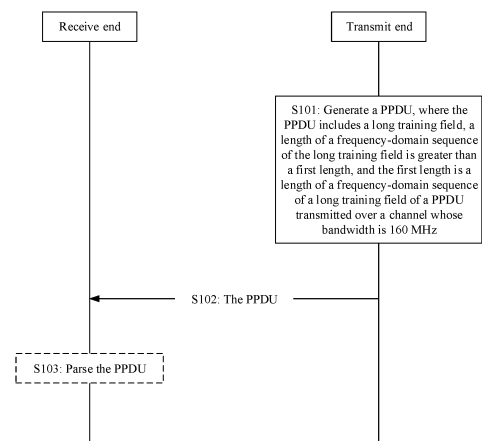 Receive end
Transmit end
S101: Generate a PPDU, where the
PPDU includes a long training field, a
length of a frequency-domain sequence
of the long training field is greater than
a first length, and the first length is a
length of a frequency-domain sequence
of a long training field of a PPDU
transmitted over a channel whose
bandwidth is 160 MHz
S102: The PPDU
S103: Parse the PPDU